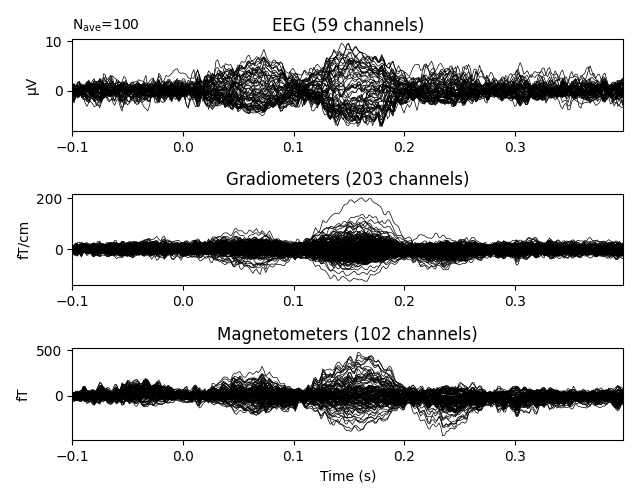 N_ave=100
EEG (59 channels)
10
0
µV
−0.1 0.0 0.1 0.2 0.3
Gradiometers (203 channels)
200
0
fT/cm
−0.1 0.0 0.1 0.2 0.3
Magnetometers (102 channels)
500
0
fT
−0.1 0.0 0.1 0.2 0.3
Time (s)